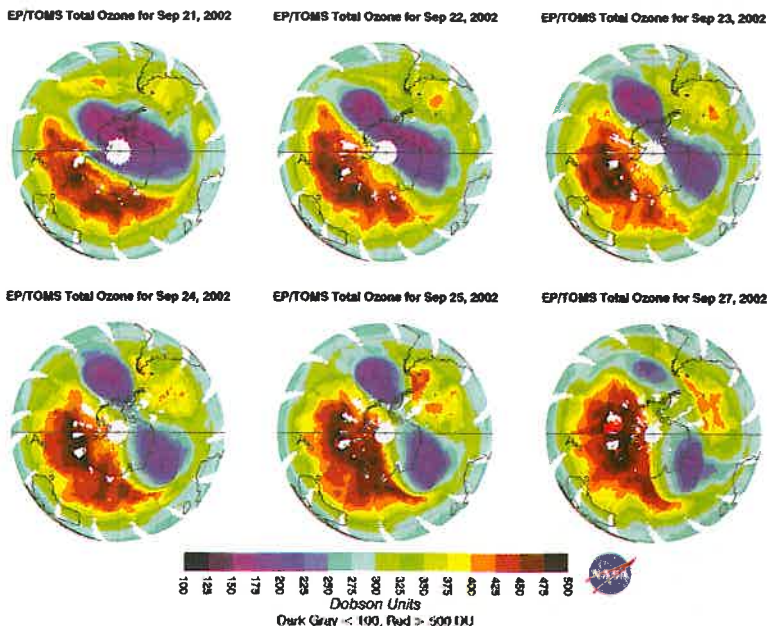 EP/TOMS Total Ozone for Sep 21, 2002
EP/TOMS Total Ozone for Sep 22, 2002
EP/TOMS Total Ozone for Sep 23, 2002
EP/TOMS Total Ozone for Sep 24, 2002
EP/TOMS Total Ozone for Sep 25, 2002
EP/TOMS Total Ozone for Sep 27, 2002
100 125 150 175 200 225 250 275 300 325 350 375 400 425 450 475 500
Dobson Units
Dark Gray < 100, Red > 500 DU
NASA